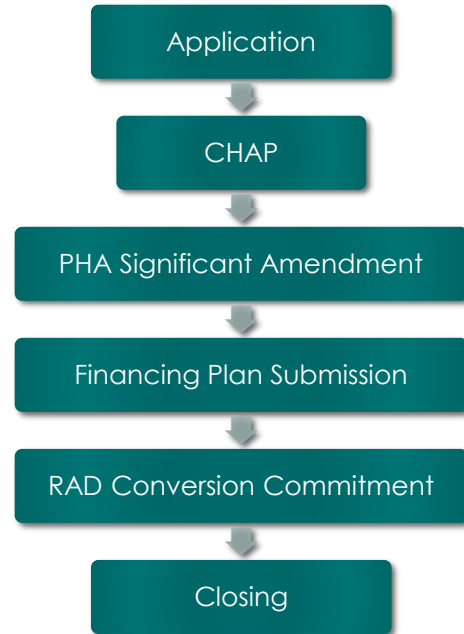 Application
CHAP
PHA Significant Amendment
Financing Plan Submission
RAD Conversion Commitment
Closing